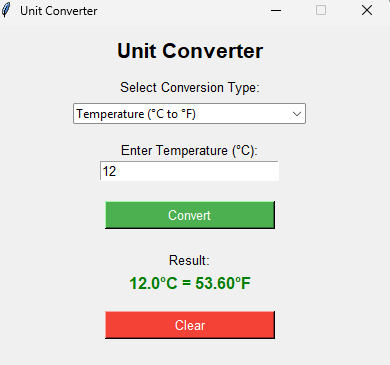 Unit Converter
Unit Converter
Select Conversion Type:
Temperature (°C to °F)
Enter Temperature (°C):
12
Convert
Result:
12.0°C = 53.60°F
Clear